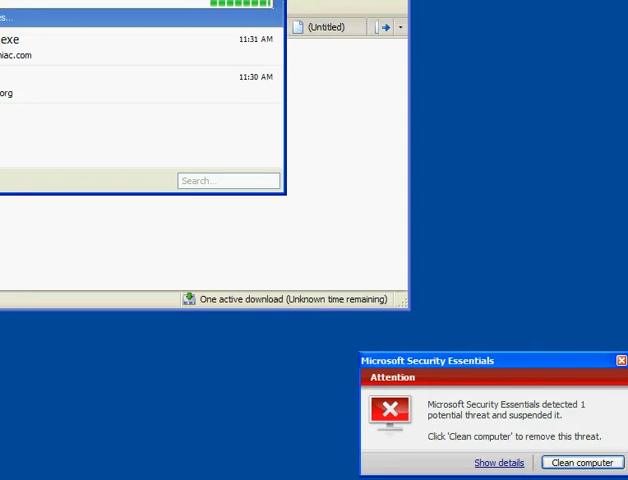 es...
(Untitled)
exe
11:31 AM
niac.com
11:30 AM
org
Search...
One active download (Unknown time remaining)
Microsoft Security Essentials
Attention
Microsoft Security Essentials detected 1
potential threat and suspended it.
Click 'Clean computer' to remove this threat.
Show details
Clean computer